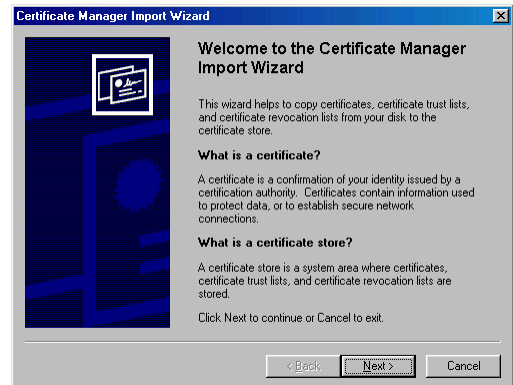 Certificate Manager Import Wizard
Welcome to the Certificate Manager
Import Wizard
This wizard helps to copy certificates, certificate trust lists,
and certificate revocation lists from your disk to the
certificate store.
What is a certificate?
A certificate is a confirmation of your identity issued by a
certification authority. Certificates contain information used
to protect data, or to establish secure network
connections.
What is a certificate store?
A certificate store is a system area where certificates,
certificate trust lists, and certificate revocation lists are
stored.
Click Next to continue or Cancel to exit.
< Back
Next >
Cancel